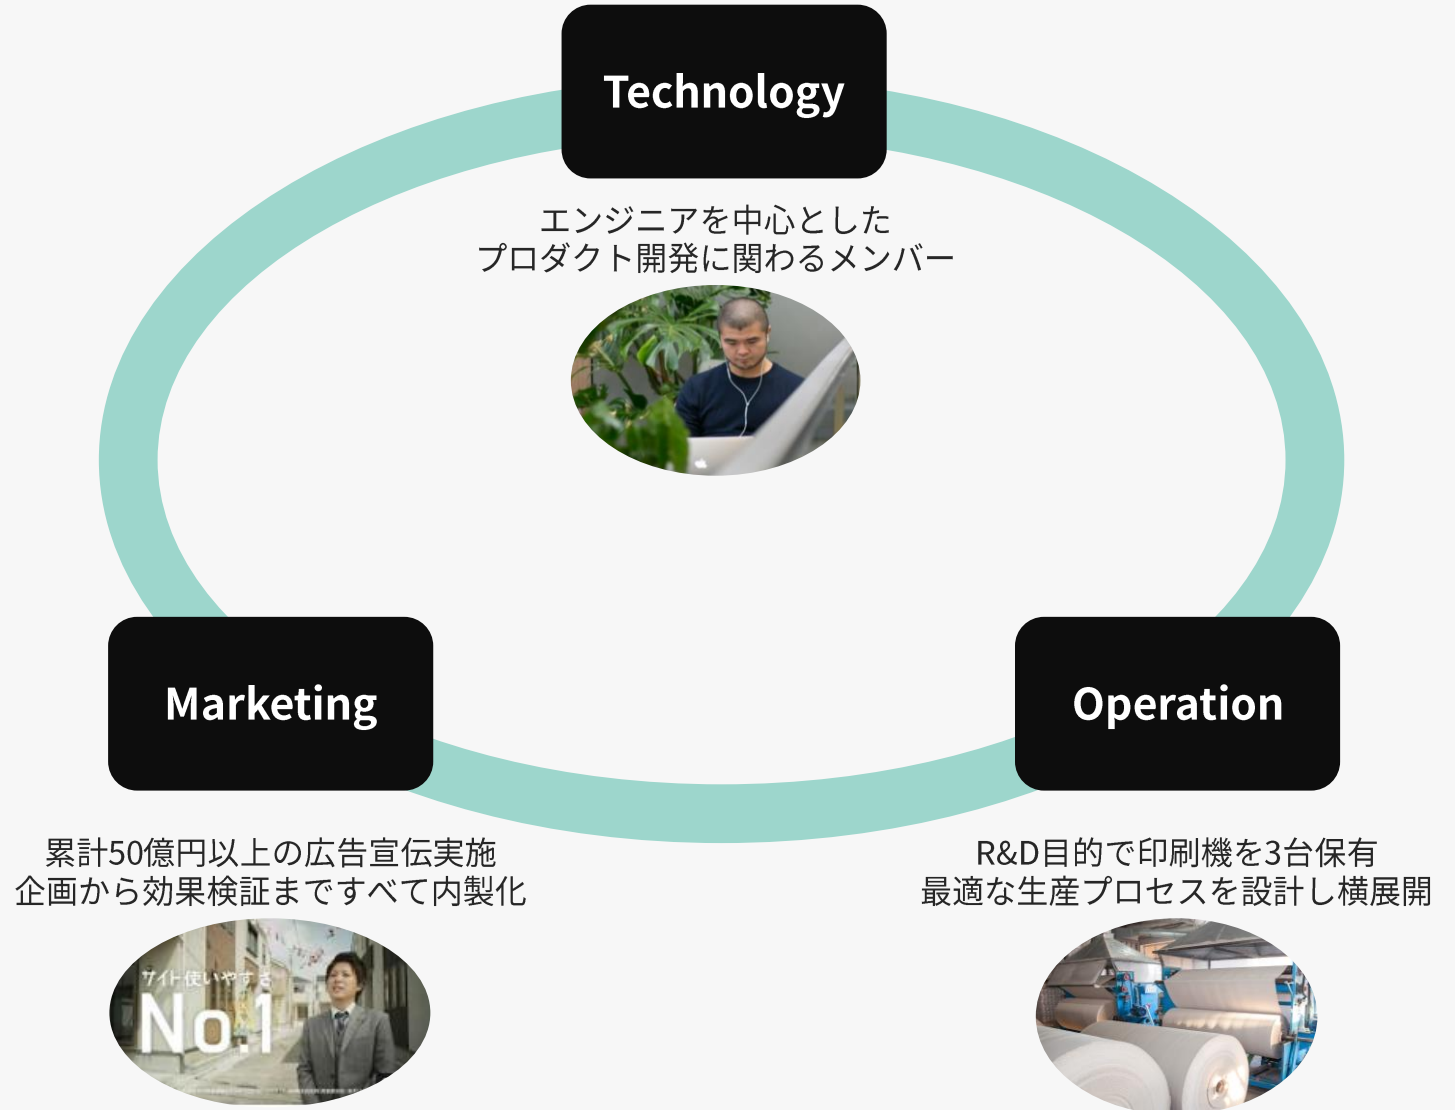 Technology
エンジニアを中心とした
プロダクト開発に関わるメンバー
Marketing
累計50億円以上の広告宣伝実施
企画から効果検証まですべて内製化
サイト使いやすさ
No.1
Operation
R&D目的で印刷機を3台保有
最適な生産プロセスを設計し横展開